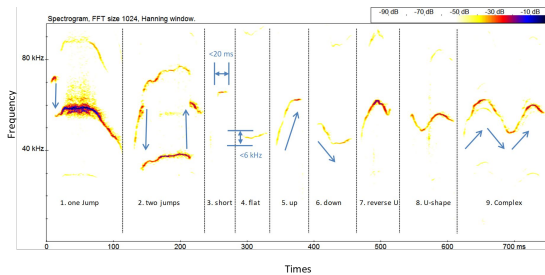 Spectrogram, FFT size 1024, Hanning window.
-90 dB -70 dB -50 dB -30 dB -10 dB
Frequency
80 kHz
40 kHz
<20 ms
<6 kHz
1. one Jump 2. two jumps 3. short 4. flat 5. up 6. down 7. reverse U 8. U-shape 9. Complex
0 100 200 300 400 500 600 700 ms
Times